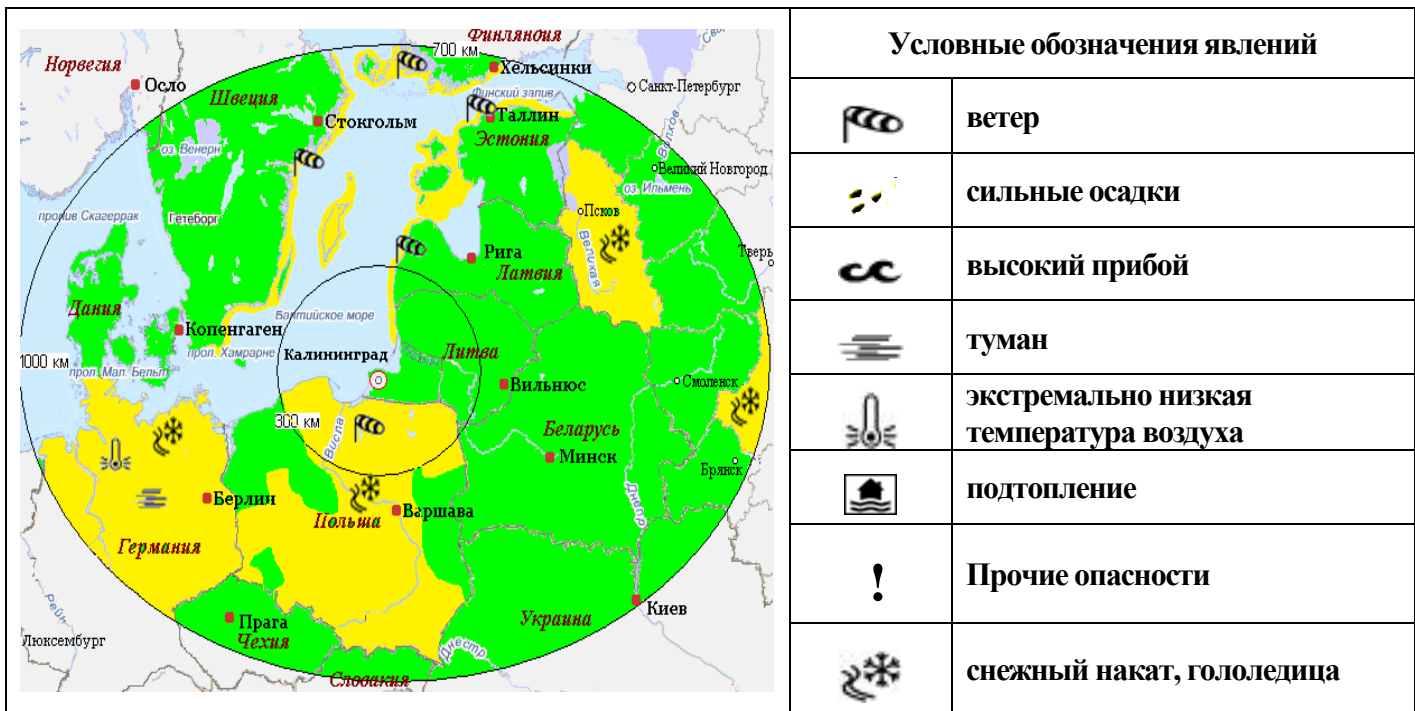 Финляндия
700 км
Норвегия
Хельсинки
Осло
Санкт-Петербург
Финский залив
Швеция
Стокгольм
Таллин
Эстония
Волхов
оз. Венерн
Великий Новгород
оз. Ильмень
Псков
пролив Скагеррак
Гетеборг
Великая
Рига
Латвия
Тверь
Дания
Балтийское море
Копенгаген
Калининград
Литва
1000 км
проп. Хамрарне
проп. Мал. Бельт
Вильнюс
Смоленск
300 км
Висла
Беларусь
Минск
Брянск
Берлин
Варшава
Польша
Днепр
Германия
Рейн
Киев
Украина
Прага
Чехия
Люксембург
Днестр
Словакия
Условные обозначения явлений
ветер
сильные осадки
высокий прибой
туман
экстремально низкая
температура воздуха
подтопление
!
Прочие опасности
снежный накат, гололедица